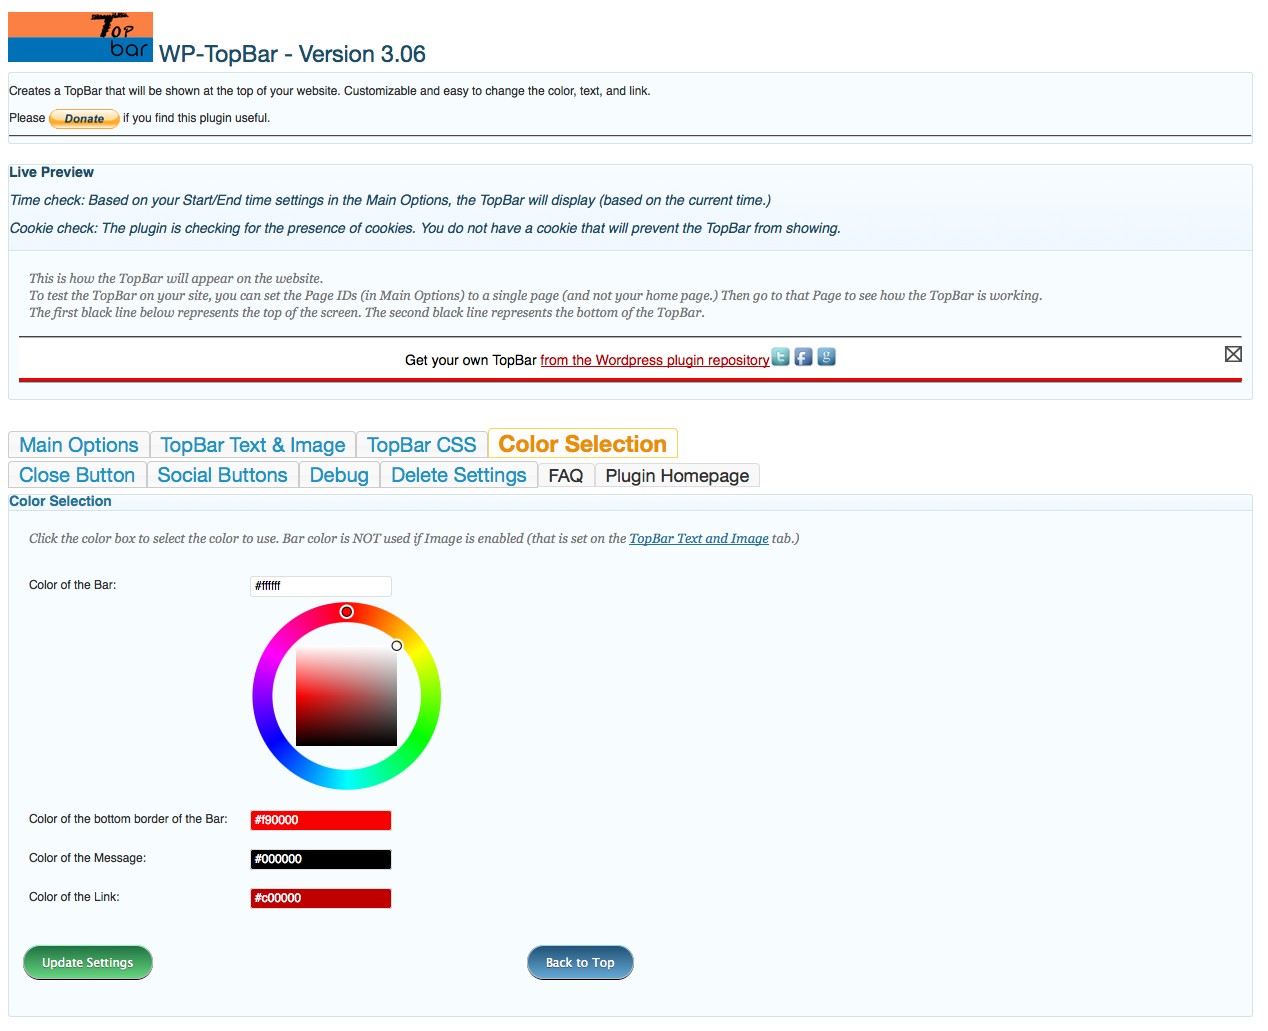 Top
bar
WP-TopBar - Version 3.06
Creates a TopBar that will be shown at the top of your website. Customizable and easy to change the color, text, and link.
Please Donate if you find this plugin useful.
Live Preview
Time check: Based on your Start/End time settings in the Main Options, the TopBar will display (based on the current time.)
Cookie check: The plugin is checking for the presence of cookies. You do not have a cookie that will prevent the TopBar from showing.
This is how the TopBar will appear on the website.
To test the TopBar on your site, you can set the Page IDs (in Main Options) to a single page (and not your home page.) Then go to that Page to see how the TopBar is working.
The first black line below represents the top of the screen. The second black line represents the bottom of the TopBar.
Get your own TopBar from the Wordpress plugin repository t f g
Main Options TopBar Text & Image TopBar CSS Color Selection
Close Button Social Buttons Debug Delete Settings FAQ Plugin Homepage
Color Selection
Click the color box to select the color to use. Bar color is NOT used if Image is enabled (that is set on the TopBar Text and Image tab.)
Color of the Bar: #ffffff
Color of the bottom border of the Bar: #f90000
Color of the Message: #000000
Color of the Link: #c00000
Update Settings Back to Top